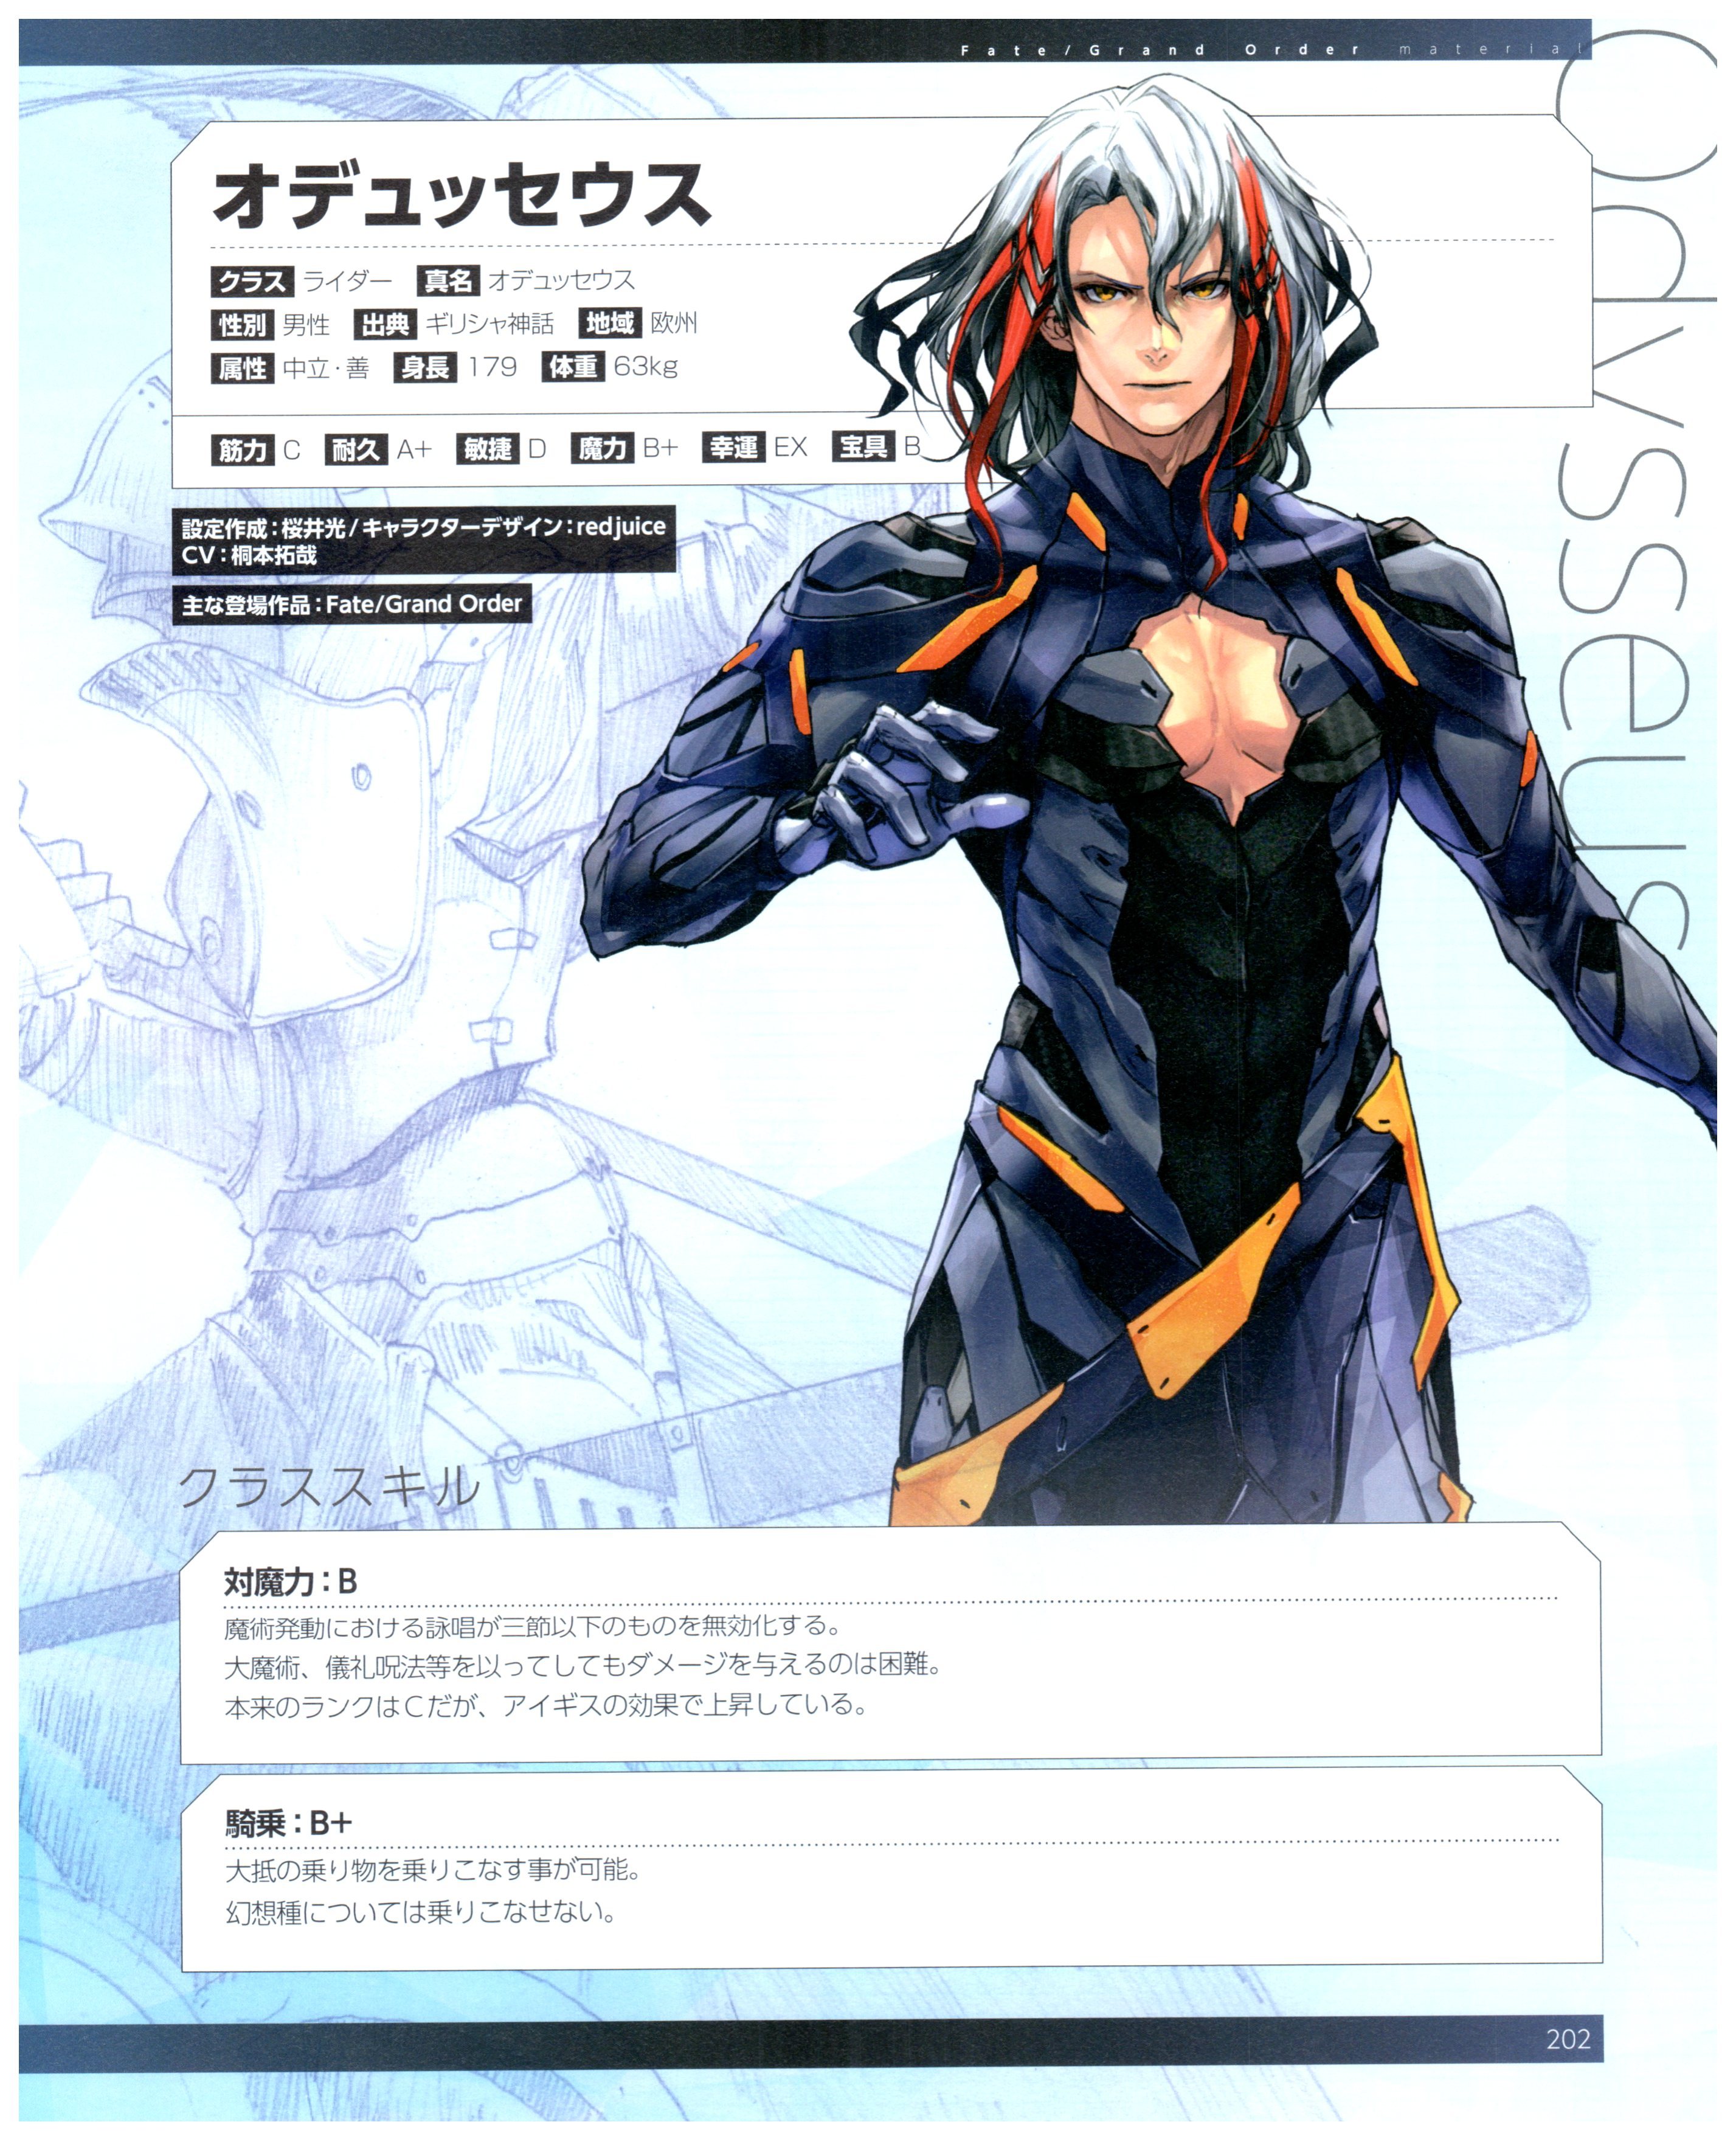 Fate/Grand Order material
Odysseus
オデュッセウス
クラス ライダー 真名 オデュッセウス
性別 男性 出典 ギリシャ神話 地域 欧州
属性 中立・善 身長 179 体重 63kg
筋力 C 耐久 A+ 敏捷 D 魔力 B+ 幸運 EX 宝具 B
設定作成:桜井光/キャラクターデザイン:redjuice
CV:桐本拓哉
主な登場作品:Fate/Grand Order
クラススキル
対魔力:B
魔術発動における詠唱が三節以下のものを無効化する。
大魔術、儀礼呪法等を以ってしてもダメージを与えるのは困難。
本来のランクはCだが、アイギスの効果で上昇している。
騎乗:B+
大抵の乗り物を乗りこなす事が可能。
幻想種については乗りこなせない。
202